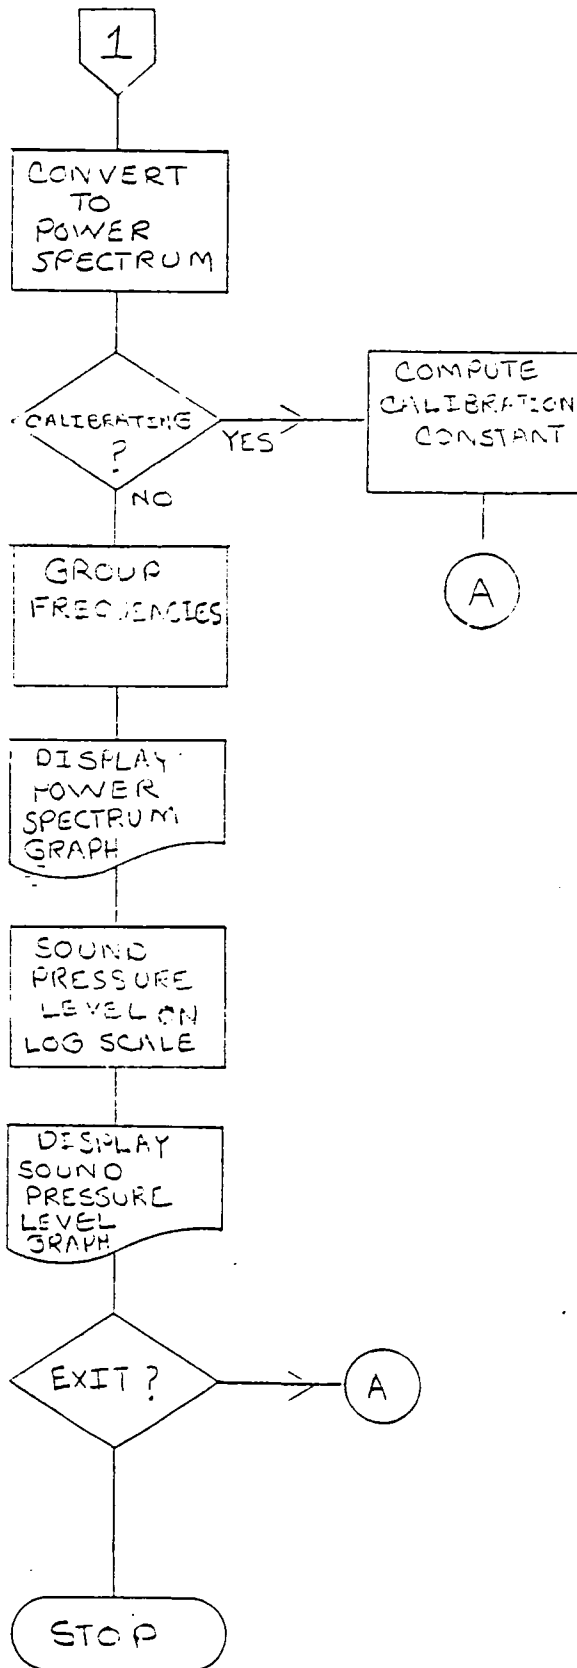 1
CONVERT
TO
POWER
SPECTRUM
CALIBRATING
?
YES
NO
COMPUTE
CALIBRATION
CONSTANT
A
GROUP
FREQUENCIES
DISPLAY
POWER
SPECTRUM
GRAPH
SOUND
PRESSURE
LEVEL ON
LOG SCALE
DISPLAY
SOUND
PRESSURE
LEVEL
GRAPH
EXIT ?
A
STOP